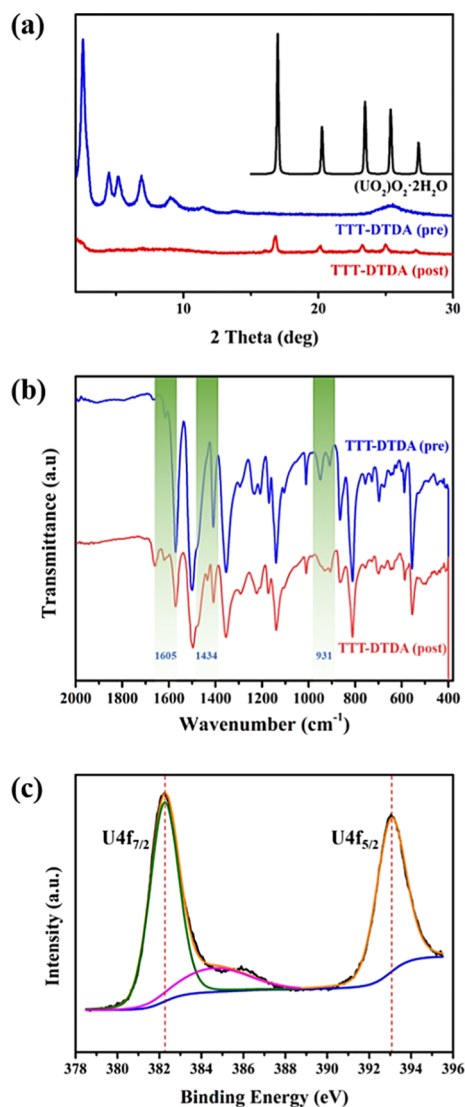 (a)
(UO₂)O₂·2H₂O
TTT-DTDA (pre)
TTT-DTDA (post)
10 20 30
2 Theta (deg)
(b)
Transmittance (a.u)
TTT-DTDA (pre)
TTT-DTDA (post)
1605 1434 931
2000 1800 1600 1400 1200 1000 800 600 400
Wavenumber (cm⁻¹)
(c)
U4f₇/₂ U4f₅/₂
Intensity (a.u.)
378 380 382 384 386 388 390 392 394 396
Binding Energy (eV)